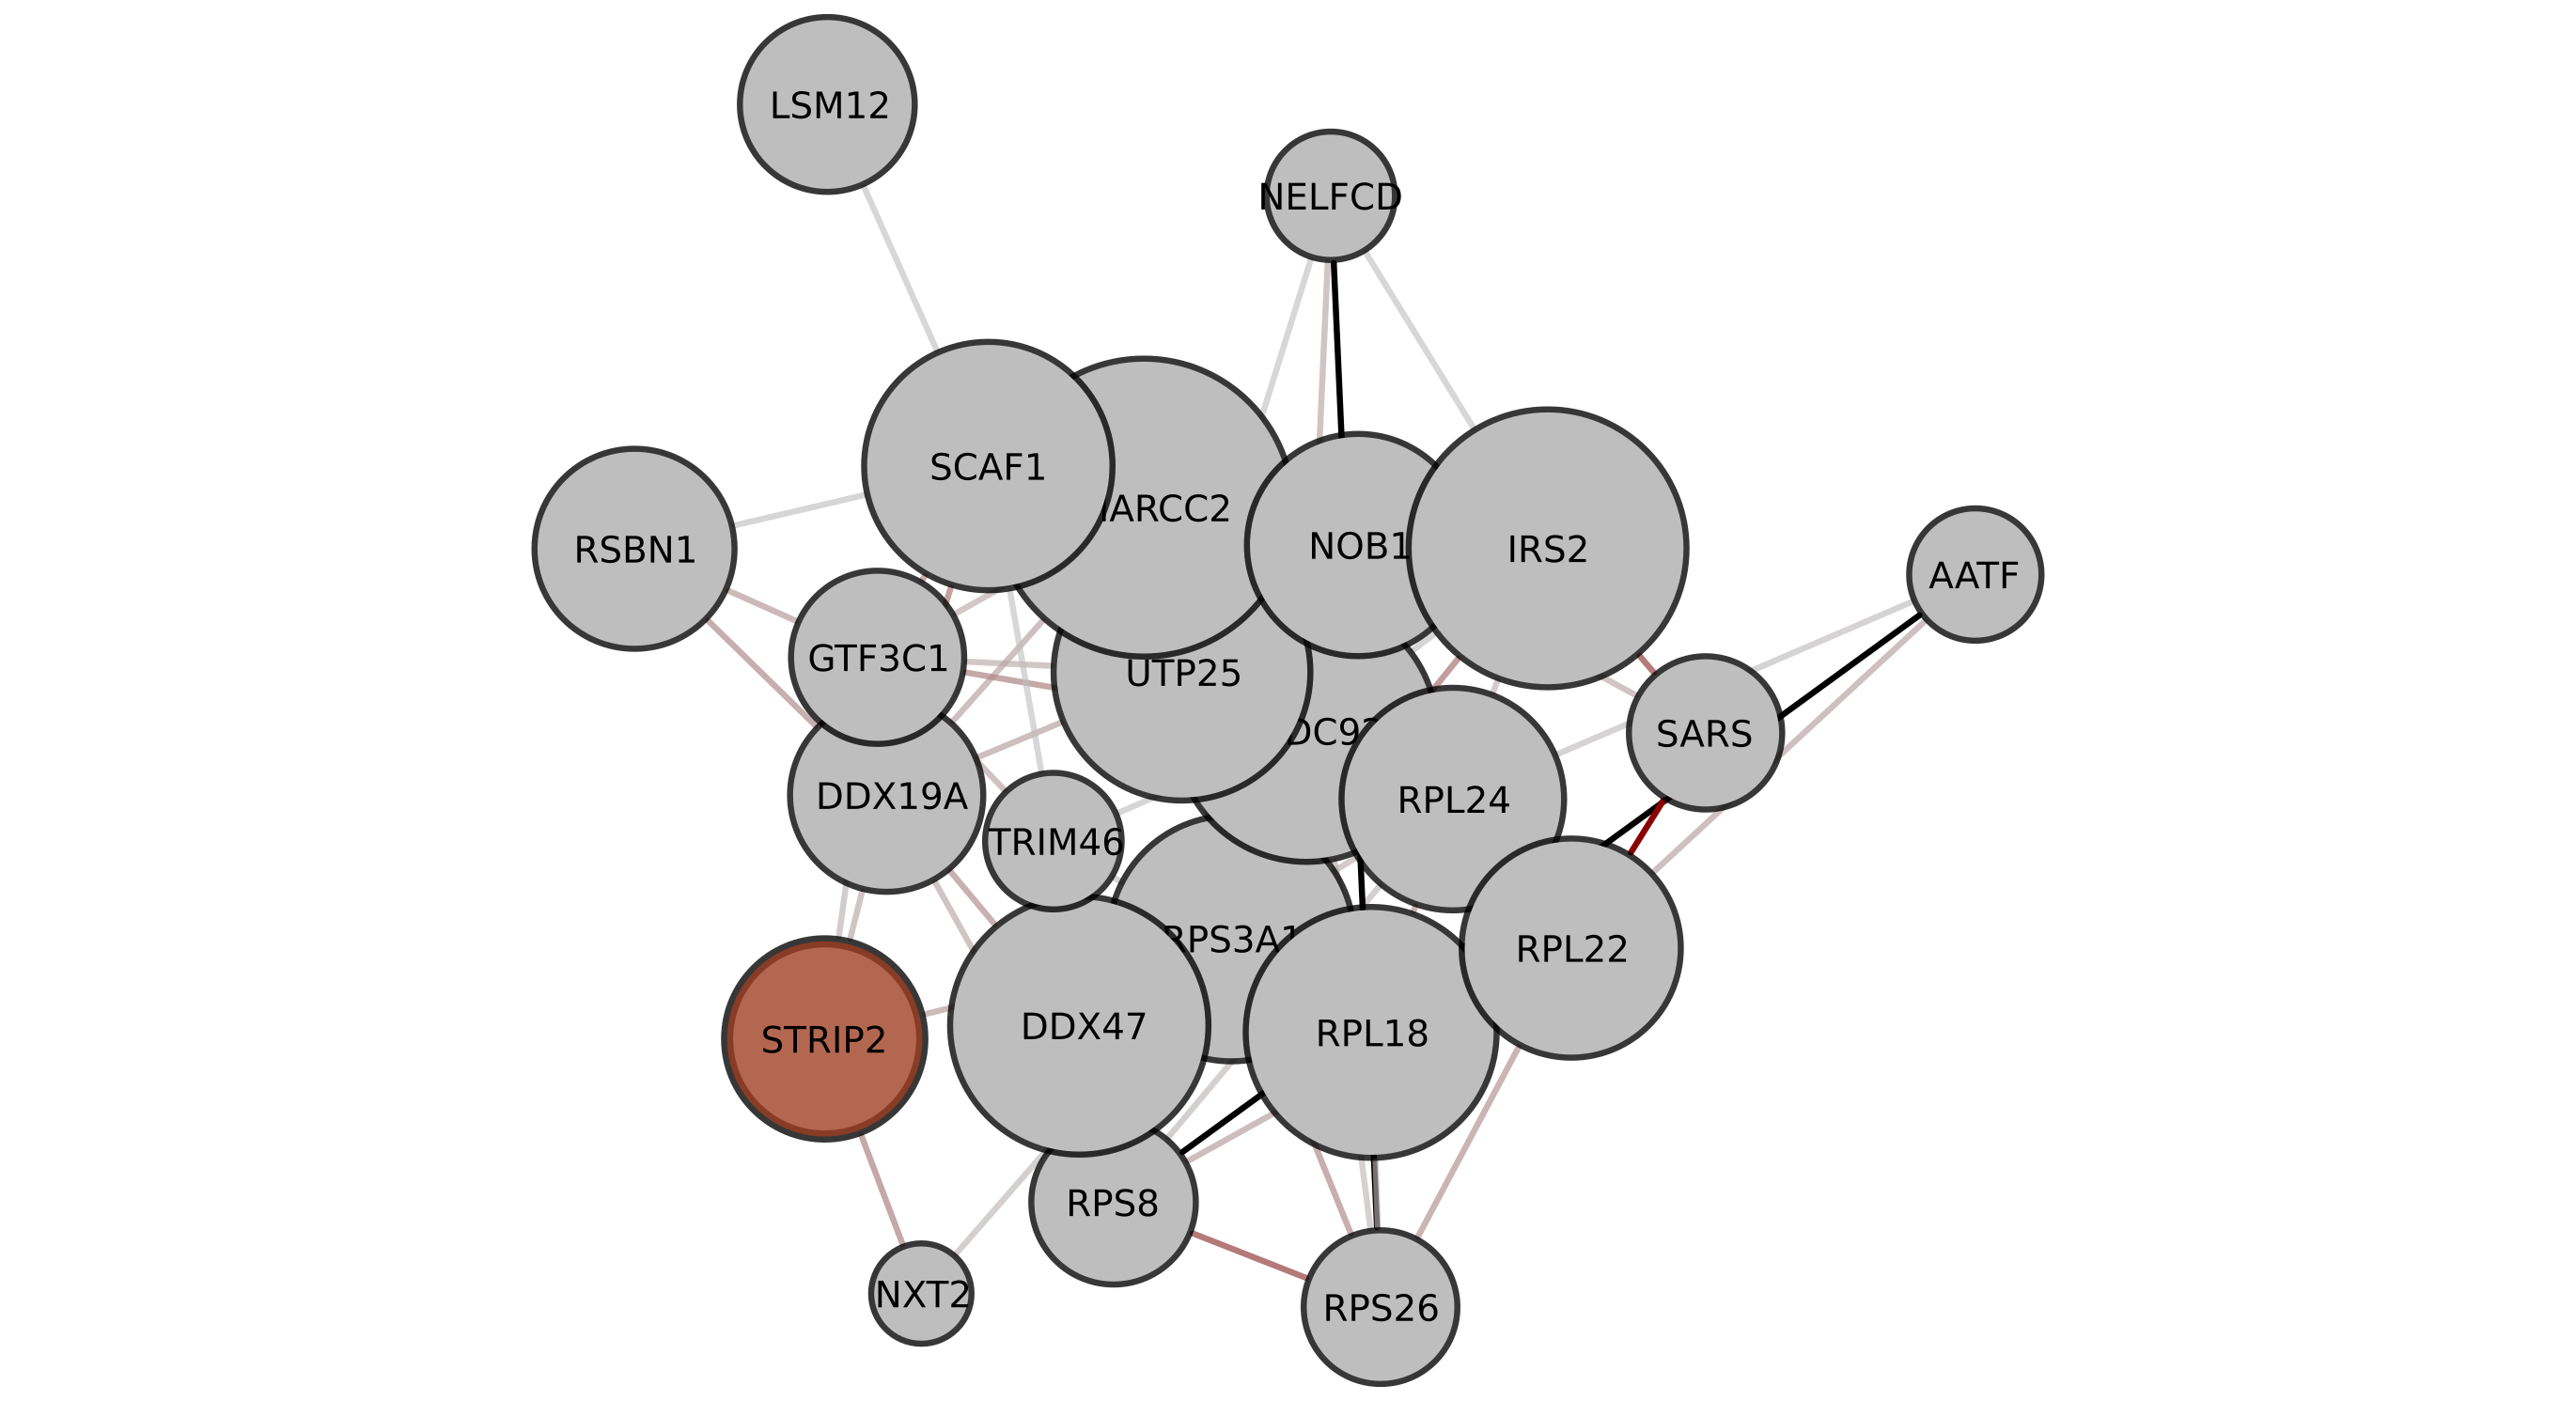 LSM12
NELFCD
SCAF1
ARCC2
NOB1
IRS2
RSBN1
AATF
GTF3C1
UTP25
DC9
SARS
DDX19A
RPL24
TRIM46
RPS3A1
RPL22
DDX47
RPL18
STRIP2
RPS8
NXT2
RPS26